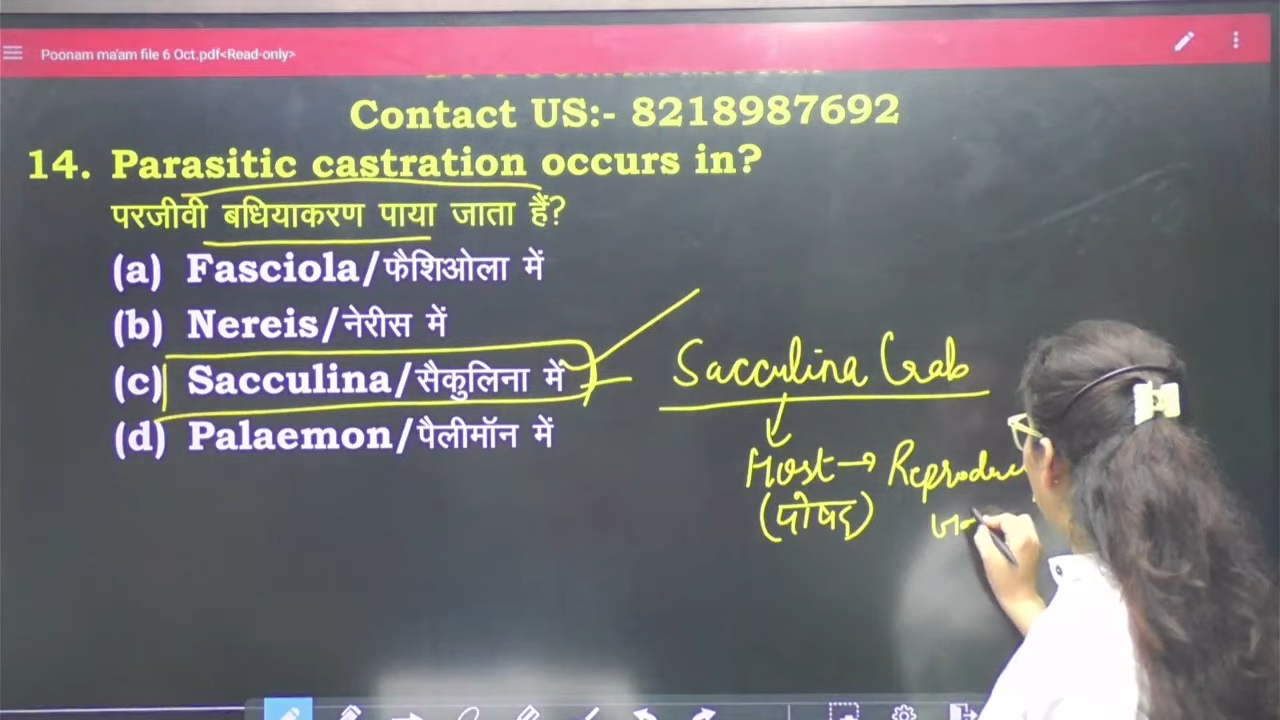 Poonam ma'am file 6 Oct.pdf<Read-only>
Contact US:- 8218987692
14. Parasitic castration occurs in?
परजीवी बधियाकरण पाया जाता हैं?
(a) Fasciola/फैशिओला में
(b) Nereis/नेरीस में
(c) Sacculina/सैकुलिना में
(d) Palaemon/पैलीमॉन में
Sacculina Crab
Host → Reproduc
(पोषद)